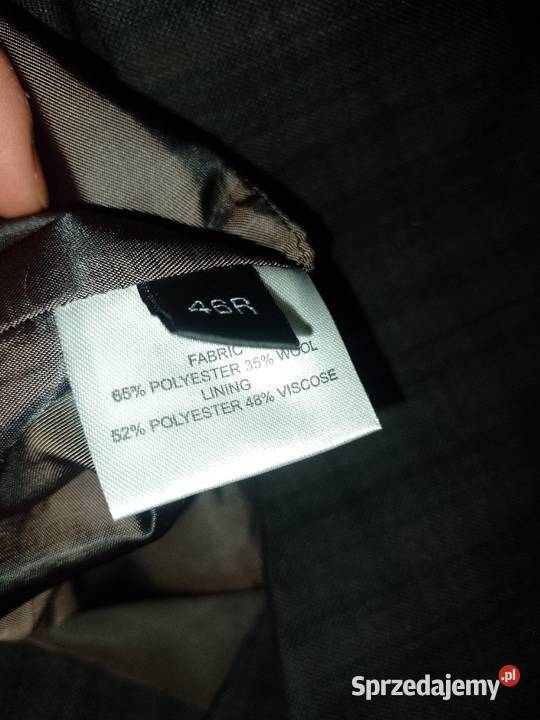 46R
FABRIC
65% POLYESTER 35% WOOL
LINING
52% POLYESTER 48% VISCOSE
Sprzedajemy.pl